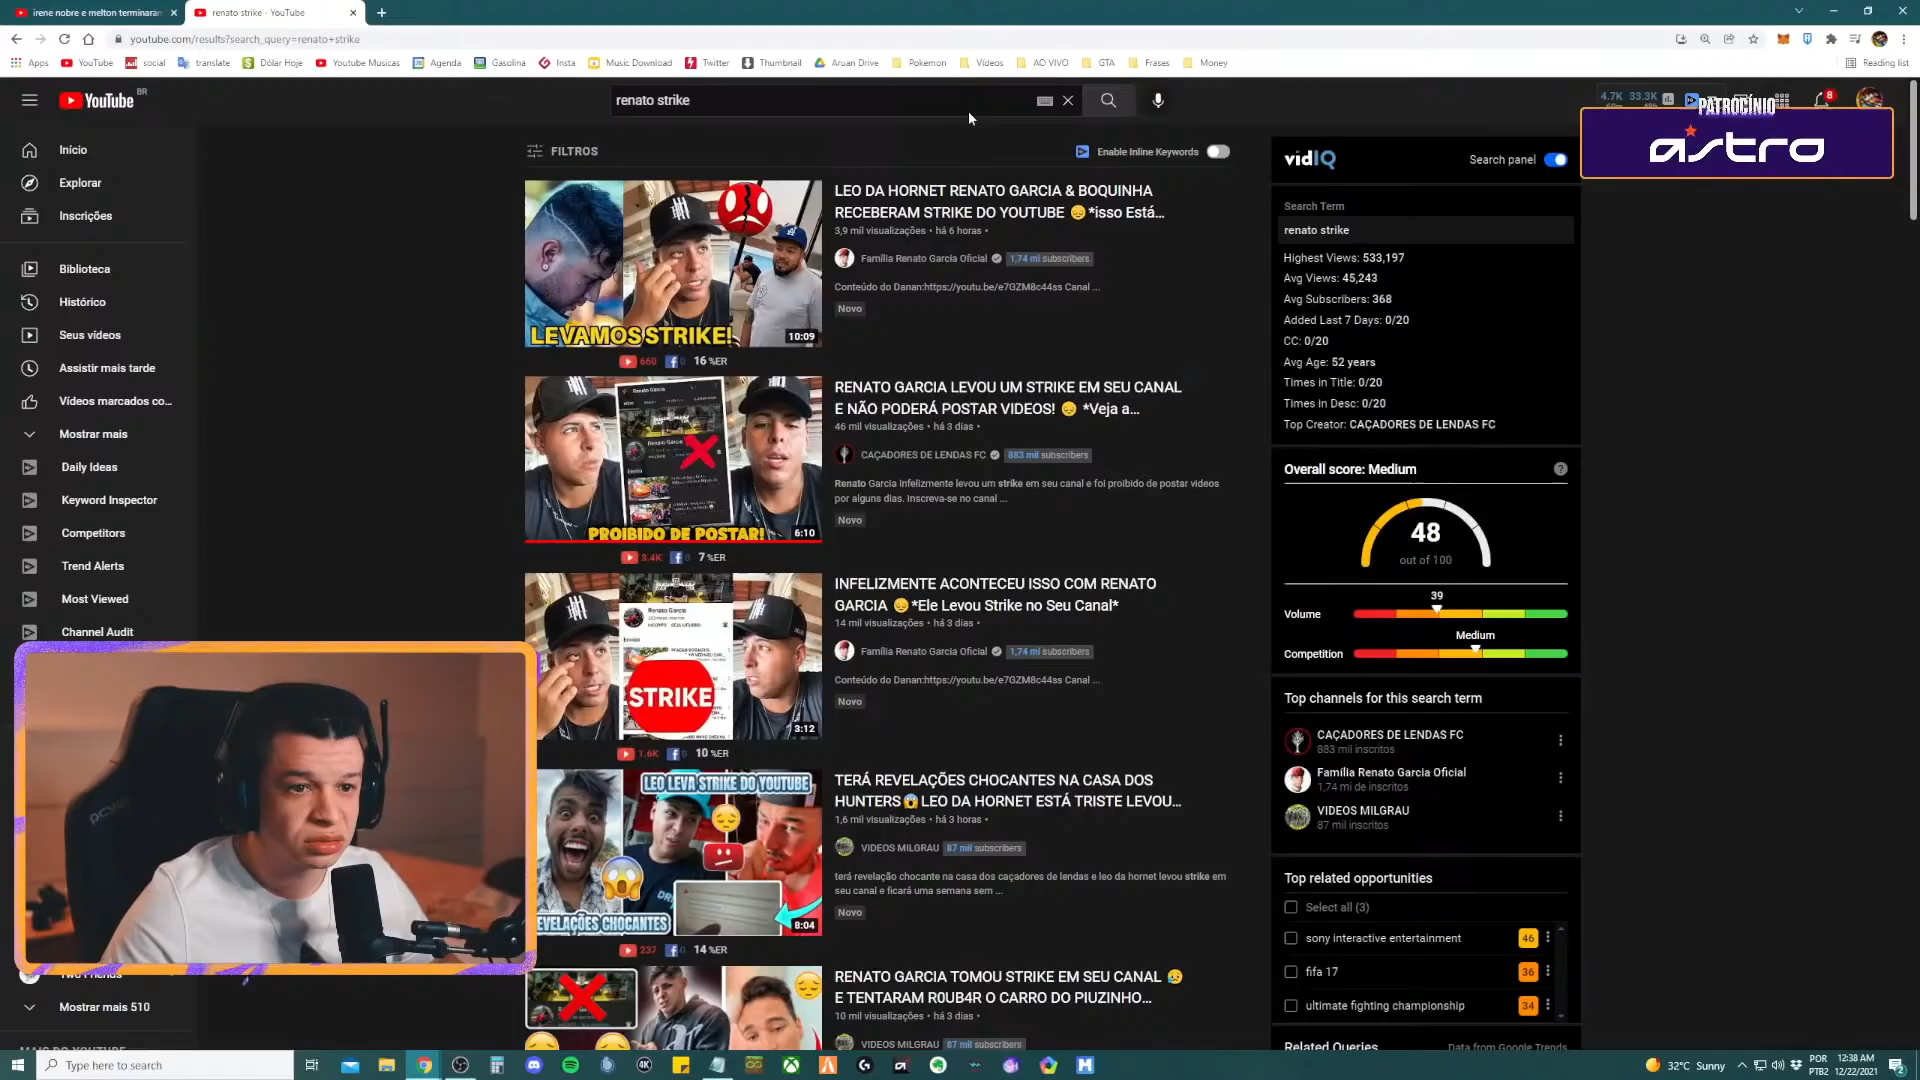 irene nobre e melton terminaram
renato strike - YouTube
youtube.com/results?search_query=renato+strike
Apps
YouTube
social
translate
Dólar Hoje
Youtube Musicas
Agenda
Gasolina
Insta
Music Download
Twitter
Thumbnail
Aruan Drive
Pokemon
Vídeos
AO VIVO
GTA
Frases
Money
Reading list
YouTube BR
renato strike
4.7K 33.3K
8
PATROCÍNIO
astro
Início
Explorar
Inscrições
Biblioteca
Histórico
Seus vídeos
Assistir mais tarde
Vídeos marcados co...
Mostrar mais
Daily Ideas
Keyword Inspector
Competitors
Trend Alerts
Most Viewed
Channel Audit
Mostrar mais 510
FILTROS
Enable Inline Keywords
LEVAMOS STRIKE!
10:09
660 0 16 %ER
LEO DA HORNET RENATO GARCIA & BOQUINHA
RECEBERAM STRIKE DO YOUTUBE 😔*isso Está...
3,9 mil visualizações • há 6 horas •
Família Renato Garcia Oficial 1,74 mi subscribers
Conteúdo do Danan:https://youtu.be/e7GZM8c44ss Canal ...
Novo
Renato Garcia
PROIBIDO DE POSTAR!
6:10
3.4K 0 7 %ER
RENATO GARCIA LEVOU UM STRIKE EM SEU CANAL
E NÃO PODERÁ POSTAR VIDEOS! 😔 *Veja a...
46 mil visualizações • há 3 dias •
CAÇADORES DE LENDAS FC 883 mil subscribers
Renato Garcia infelizmente levou um strike em seu canal e foi proibido de postar videos
por alguns dias. Inscreva-se no canal ...
Novo
Renato Garcia
STRIKE
3:12
1.6K 0 10 %ER
INFELIZMENTE ACONTECEU ISSO COM RENATO
GARCIA 😔*Ele Levou Strike no Seu Canal*
14 mil visualizações • há 3 dias •
Família Renato Garcia Oficial 1,74 mi subscribers
Conteúdo do Danan:https://youtu.be/e7GZM8c44ss Canal ...
Novo
LEO LEVA STRIKE DO YOUTUBE
REVELAÇÕES CHOCANTES
8:04
237 0 14 %ER
TERÁ REVELAÇÕES CHOCANTES NA CASA DOS
HUNTERS😱LEO DA HORNET ESTÁ TRISTE LEVOU...
1,6 mil visualizações • há 3 horas •
VIDEOS MILGRAU 87 mil subscribers
terá revelação chocante na casa dos caçadores de lendas e leo da hornet levou strike em
seu canal e ficará uma semana sem ...
Novo
RENATO GARCIA TOMOU STRIKE EM SEU CANAL 😥
E TENTARAM R0UB4R O CARRO DO PIUZINHO...
10 mil visualizações • há 3 dias •
VIDEOS MILGRAU 87 mil subscribers
vidIQ
Search panel
Search Term
renato strike
Highest Views: 533,197
Avg Views: 45,243
Avg Subscribers: 368
Added Last 7 Days: 0/20
CC: 0/20
Avg Age: 52 years
Times in Title: 0/20
Times in Desc: 0/20
Top Creator: CAÇADORES DE LENDAS FC
Overall score: Medium
48
out of 100
39
Volume
Medium
Competition
Top channels for this search term
CAÇADORES DE LENDAS FC
883 mil inscritos
Família Renato Garcia Oficial
1,74 mi de inscritos
VIDEOS MILGRAU
87 mil inscritos
Top related opportunities
Select all (3)
sony interactive entertainment 46
fifa 17 36
ultimate fighting championship 34
Related Queries
Data from Google Trends
Type here to search
4K
32°C Sunny
POR
PTB2
12:38 AM
12/22/2021
2